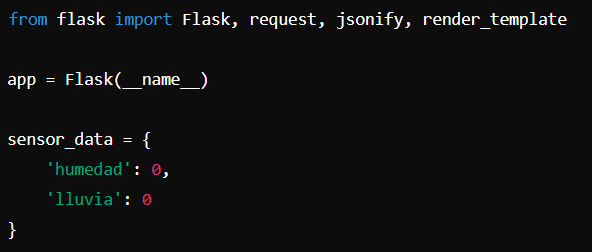 from flask import Flask, request, jsonify, render_template
app = Flask(__name__)
sensor_data = {
    'humedad': 0,
    'lluvia': 0
}